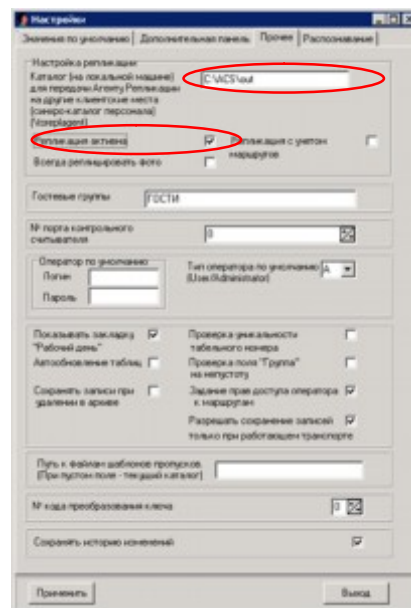 Настройки
Значения по умолчанию Дополнительная панель Прочее Распознавание
Настройка репликации
Каталог (на локальной машине)
для передачи Агенту Репликации
на другие клиентские места
(синхро-каталог персонала)
C:\ACS\out
Репликация активна
Репликация с учетом
маршрутов
Всегда реплицировать фото
Гостевые группы
ГОСТИ
№ порта контрольного
считывателя
0
Оператор по умолчанию
Логин
Пароль
Тип оператора по умолчанию
(User/Administrator)
A
Показывать закладку
"Рабочий день"
Проверка уникальности
табельного номера
Автообновление таблиц
Проверка поля "Группа"
на непустоту
Сохранять записи при
удалении в архиве
Задание прав доступа оператора
к маршрутам
Разрешать сохранение записей
только при работающем транспорте
Путь к файлам шаблонов пропусков.
(При пустом поле - текущий каталог)
№ кода преобразования ключа
0
Сохранять историю изменений
Применить
Выход